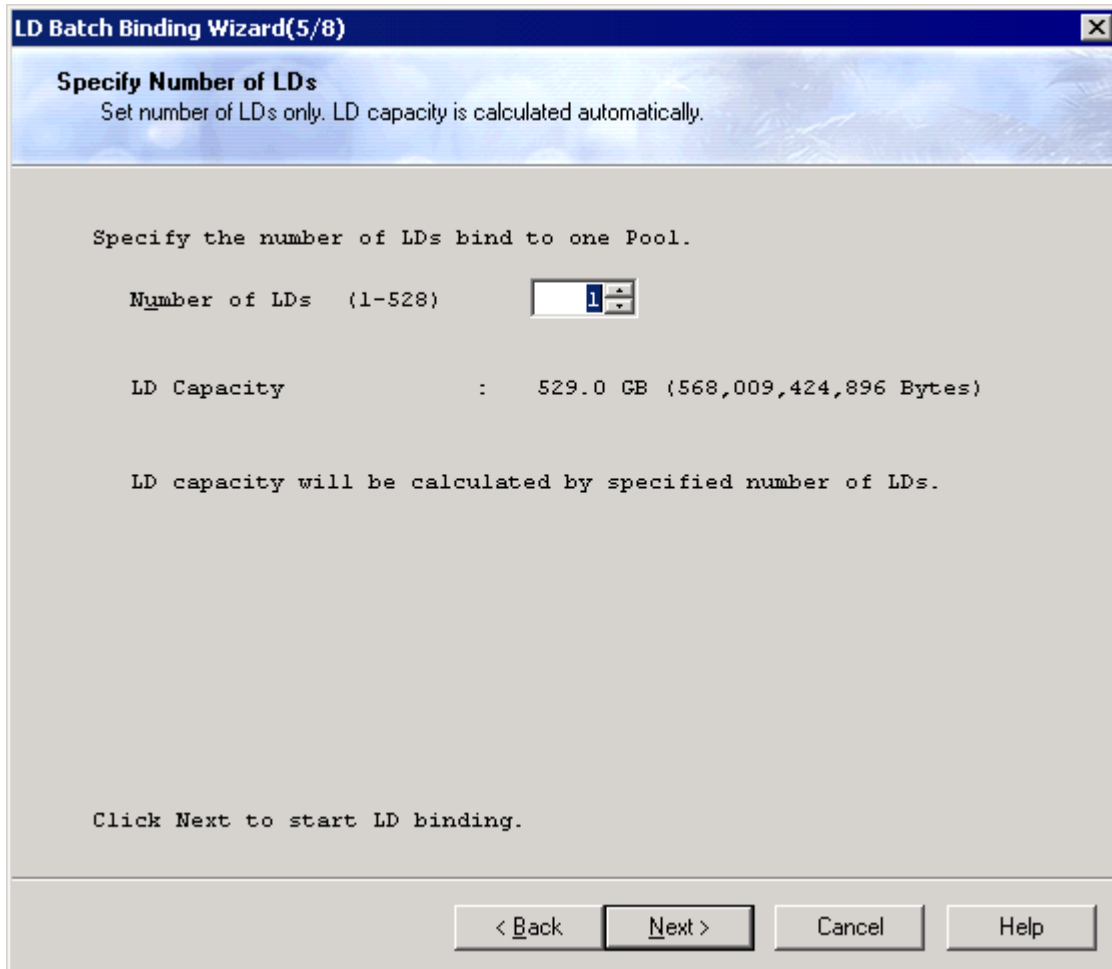 LD Batch Binding Wizard(5/8)
Specify Number of LDs
Set number of LDs only. LD capacity is calculated automatically.
Specify the number of LDs bind to one Pool.
Number of LDs (1-528) 1
LD Capacity : 529.0 GB (568,009,424,896 Bytes)
LD capacity will be calculated by specified number of LDs.
Click Next to start LD binding.
< Back Next > Cancel Help